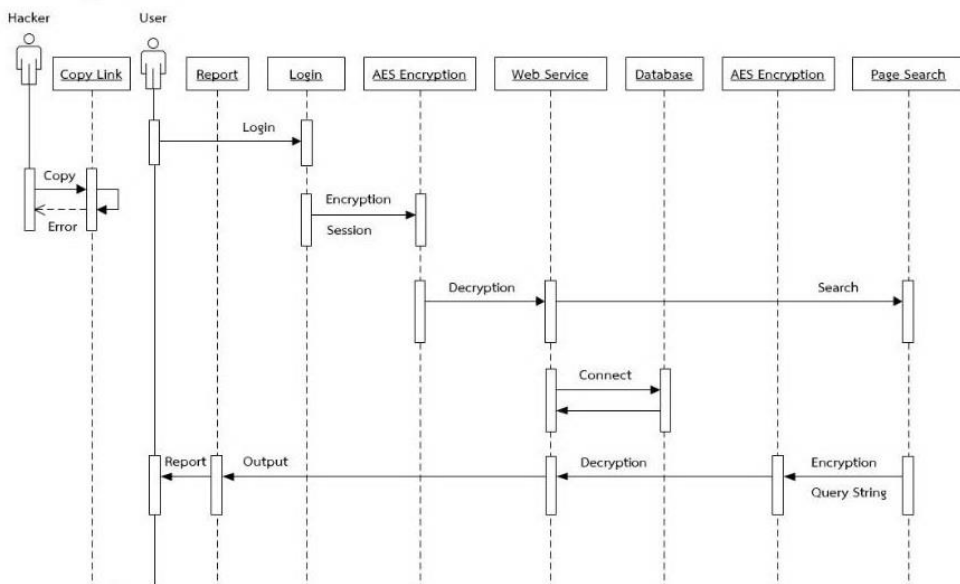 Hacker
User
Copy Link
Report
Login
AES Encryption
Web Service
Database
AES Encryption
Page Search
Login
Copy
Error
Encryption
Session
Decryption
Search
Connect
Report
Output
Decryption
Encryption
Query String